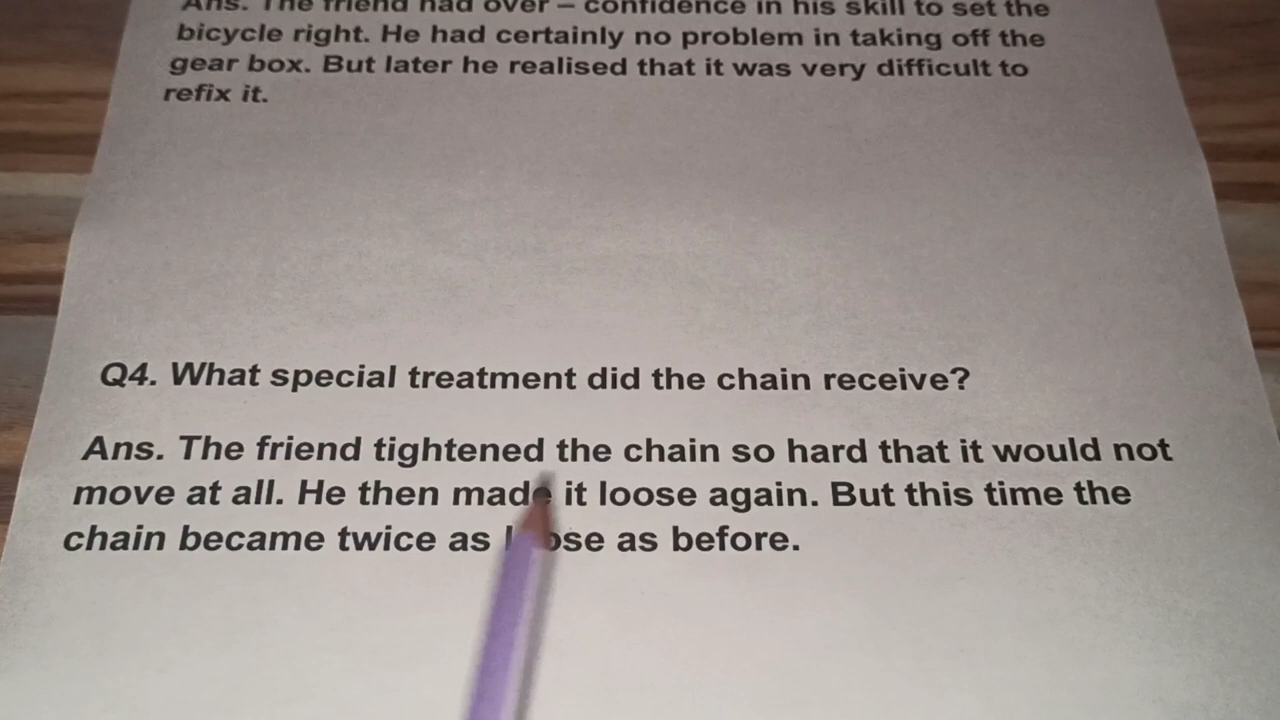 Ans. The friend had over – confidence in his skill to set the
bicycle right. He had certainly no problem in taking off the
gear box. But later he realised that it was very difficult to
refix it.
Q4. What special treatment did the chain receive?
Ans. The friend tightened the chain so hard that it would not
move at all. He then made it loose again. But this time the
chain became twice as loose as before.